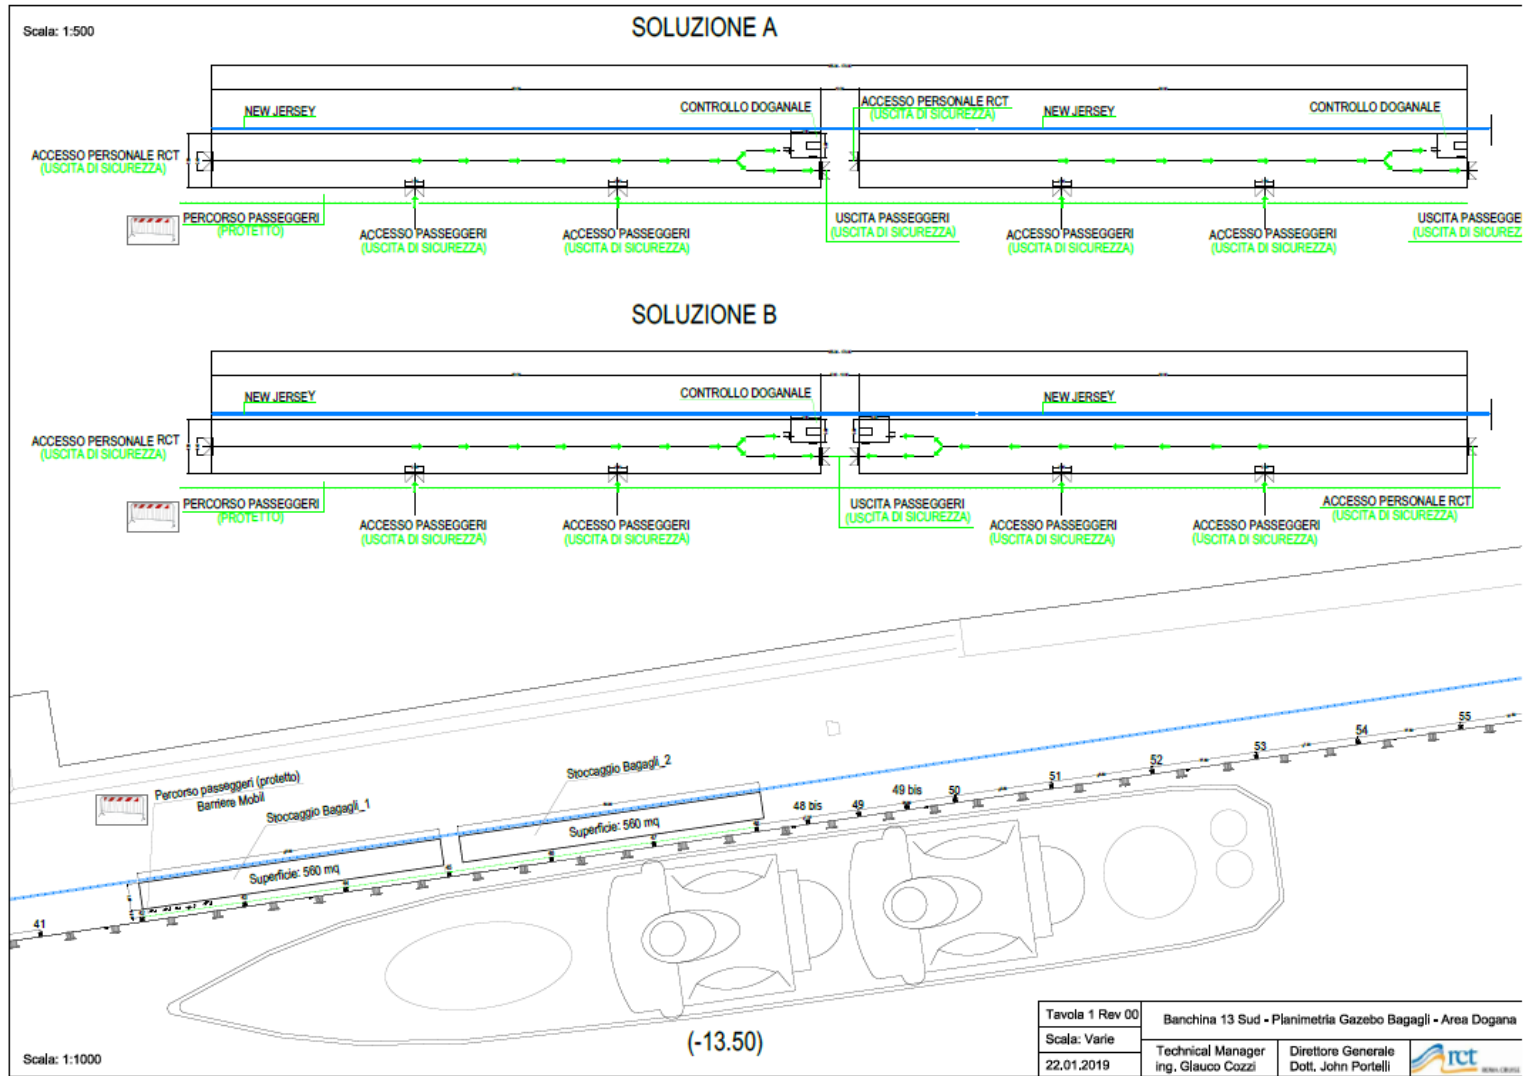 Scala: 1:500
SOLUZIONE A
NEW JERSEY
CONTROLLO DOGANALE
ACCESSO PERSONALE RCT
(USCITA DI SICUREZZA)
NEW JERSEY
CONTROLLO DOGANALE
ACCESSO PERSONALE RCT
(USCITA DI SICUREZZA)
PERCORSO PASSEGGERI
(PROTETTO)
ACCESSO PASSEGGERI
(USCITA DI SICUREZZA)
ACCESSO PASSEGGERI
(USCITA DI SICUREZZA)
USCITA PASSEGGERI
(USCITA DI SICUREZZA)
ACCESSO PASSEGGERI
(USCITA DI SICUREZZA)
ACCESSO PASSEGGERI
(USCITA DI SICUREZZA)
USCITA PASSEGGE
(USCITA DI SICUREZ
SOLUZIONE B
NEW JERSEY
CONTROLLO DOGANALE
NEW JERSEY
ACCESSO PERSONALE RCT
(USCITA DI SICUREZZA)
PERCORSO PASSEGGERI
(PROTETTO)
ACCESSO PASSEGGERI
(USCITA DI SICUREZZA)
ACCESSO PASSEGGERI
(USCITA DI SICUREZZA)
USCITA PASSEGGERI
(USCITA DI SICUREZZA)
ACCESSO PASSEGGERI
(USCITA DI SICUREZZA)
ACCESSO PASSEGGERI
(USCITA DI SICUREZZA)
ACCESSO PERSONALE RCT
(USCITA DI SICUREZZA)
Percorso passeggeri (protetto)
Barriere Mobil
Stoccaggio Bagagli_1
Stoccaggio Bagagli_2
Superficie: 560 mq
Superficie: 560 mq
41
48 bis
49
49 bis
50
51
52
53
54
55
(-13.50)
Scala: 1:1000
Tavola 1 Rev 00
Scala: Varie
22.01.2019
Banchina 13 Sud - Planimetria Gazebo Bagagli - Area Dogana
Technical Manager
ing. Glauco Cozzi
Direttore Generale
Dott. John Portelli
rct